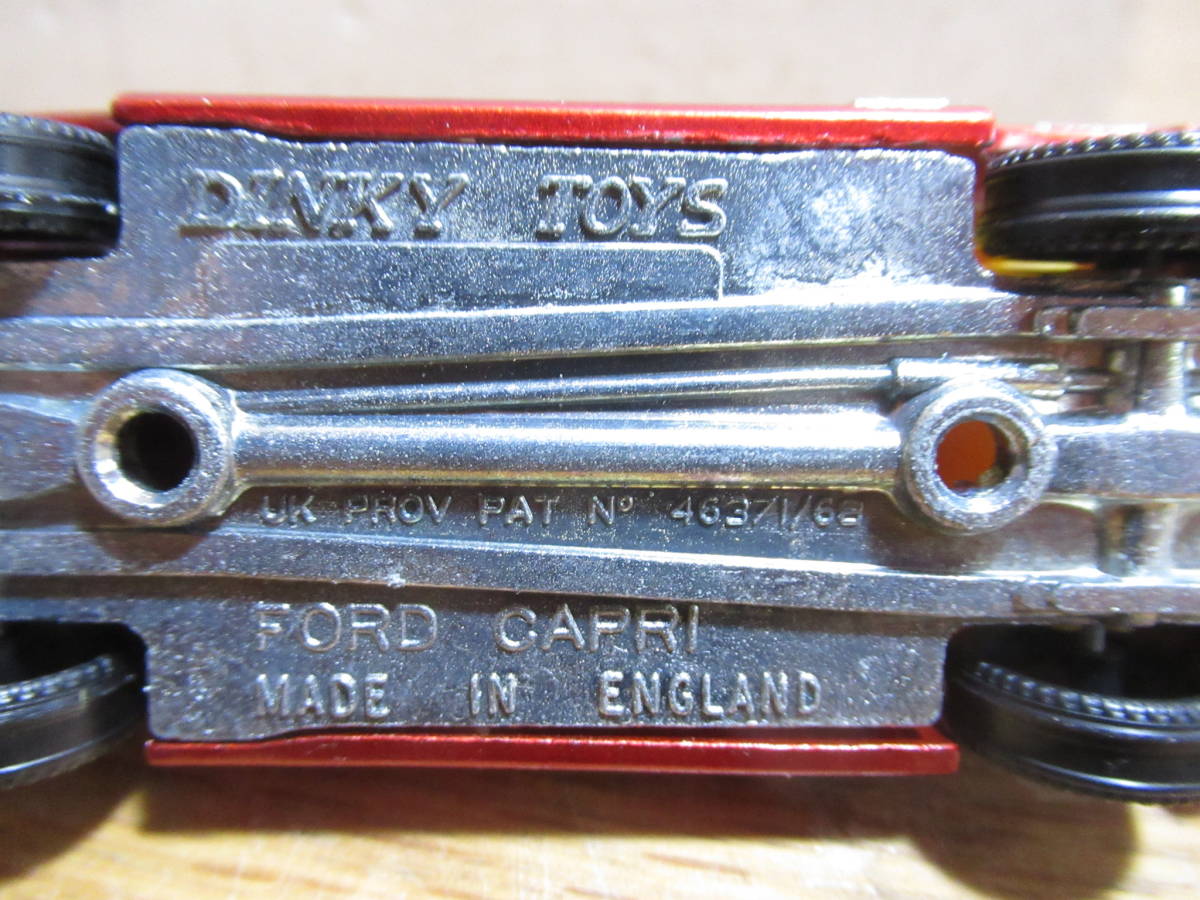 DINKY TOYS
UK PROV PAT Nº 46371/68
FORD CAPRI
MADE IN ENGLAND